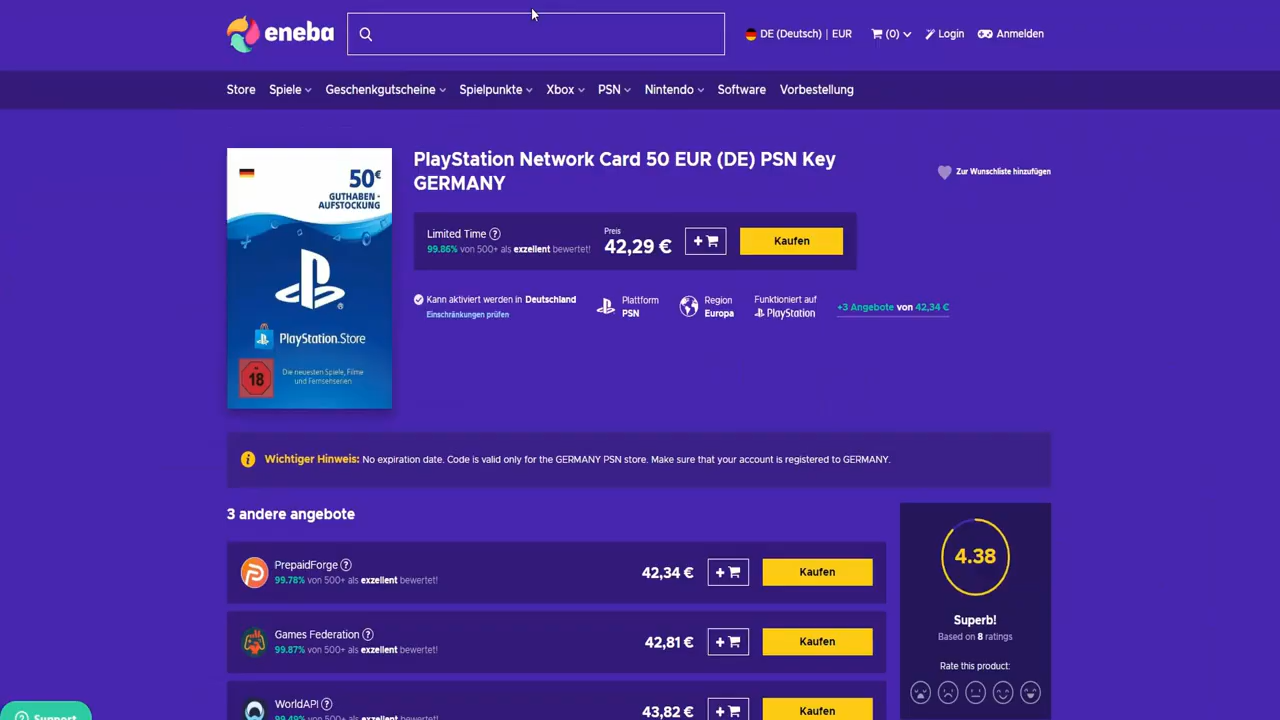 eneba
DE (Deutsch) | EUR
(0)
Login
Anmelden
Store
Spiele
Geschenkgutscheine
Spielpunkte
Xbox
PSN
Nintendo
Software
Vorbestellung
50€
GUTHABEN-
AUFSTOCKUNG
PlayStation.Store
18
Die neuesten Spiele, Filme
und Fernsehserien
PlayStation Network Card 50 EUR (DE) PSN Key
GERMANY
Zur Wunschliste hinzufügen
Limited Time
99.86% von 500+ als exzellent bewertet!
Preis
42,29 €
Kaufen
Kann aktiviert werden in Deutschland
Einschränkungen prüfen
Plattform
PSN
Region
Europa
Funktioniert auf
PlayStation
+3 Angebote von 42,34 €
Wichtiger Hinweis: No expiration date. Code is valid only for the GERMANY PSN store. Make sure that your account is registered to GERMANY.
3 andere angebote
PrepaidForge
99.78% von 500+ als exzellent bewertet!
42,34 €
Kaufen
Games Federation
99.87% von 500+ als exzellent bewertet!
42,81 €
Kaufen
WorldAPI
99.49% von 500+ als exzellent bewertet!
43,82 €
Kaufen
4.38
Superb!
Based on 8 ratings
Rate this product:
Support